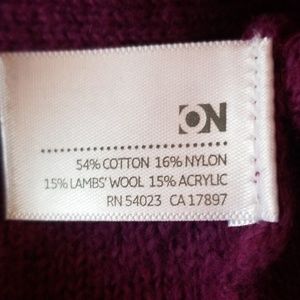 ON
54% COTTON 16% NYLON
15% LAMBS' WOOL 15% ACRYLIC
RN 54023 CA 17897